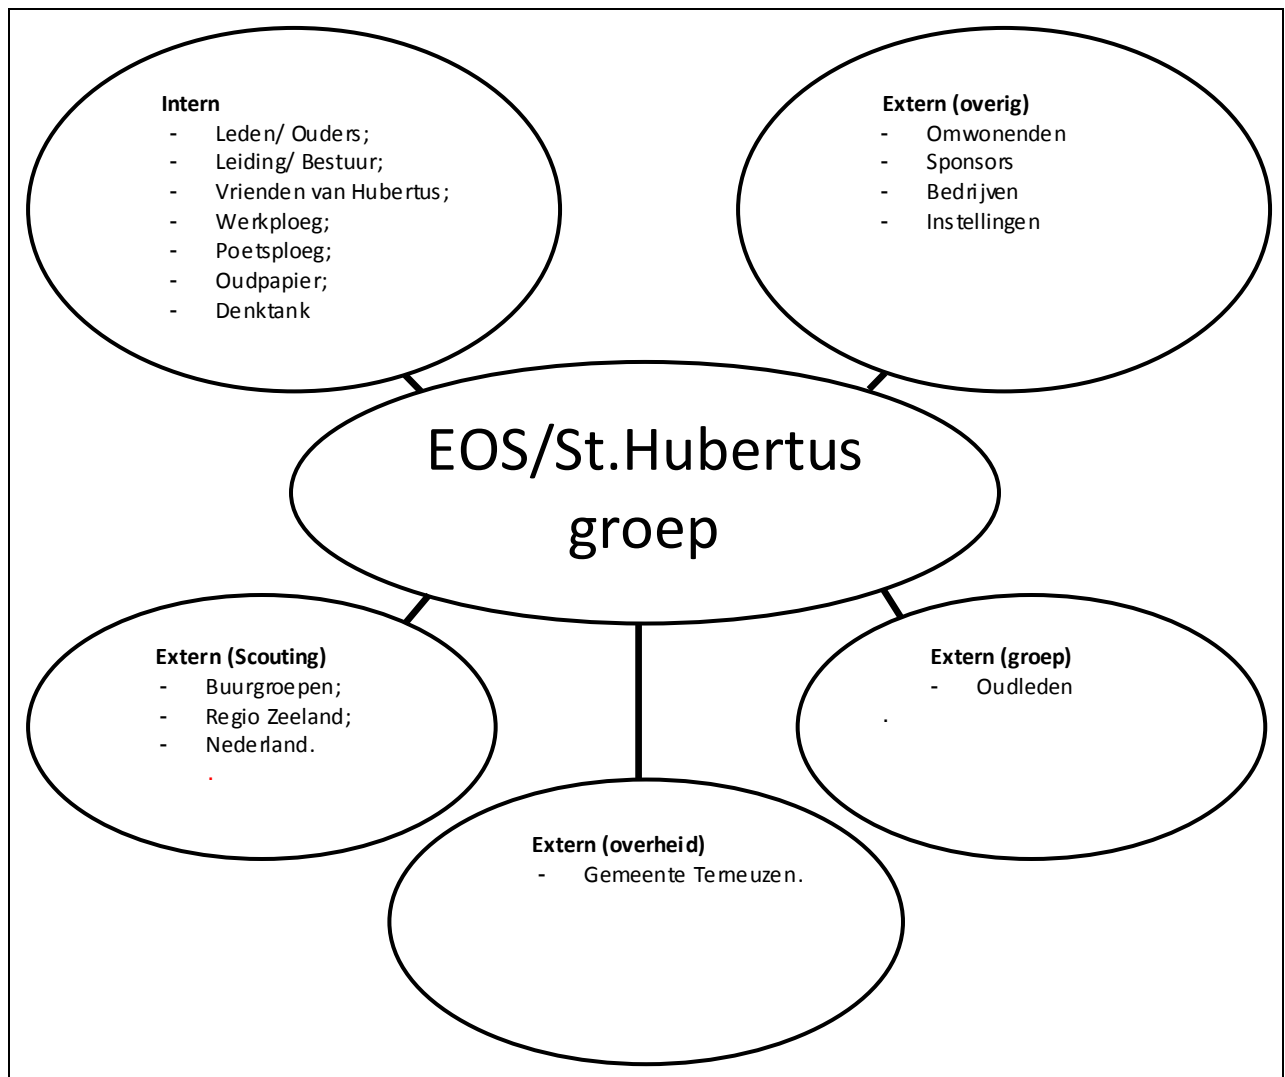 Intern
- Leden/ Ouders;
- Leiding/ Bestuur;
- Vrienden van Hubertus;
- Werkploeg;
- Poetsploeg;
- Oudpapier;
- Denktank
Extern (overig)
- Omwonenden
- Sponsors
- Bedrijven
- Instellingen
EOS/St.Hubertus
groep
Extern (Scouting)
- Buurgroepen;
- Regio Zeeland;
- Nederland.
.
Extern (groep)
- Oudleden
.
Extern (overheid)
- Gemeente Terneuzen.